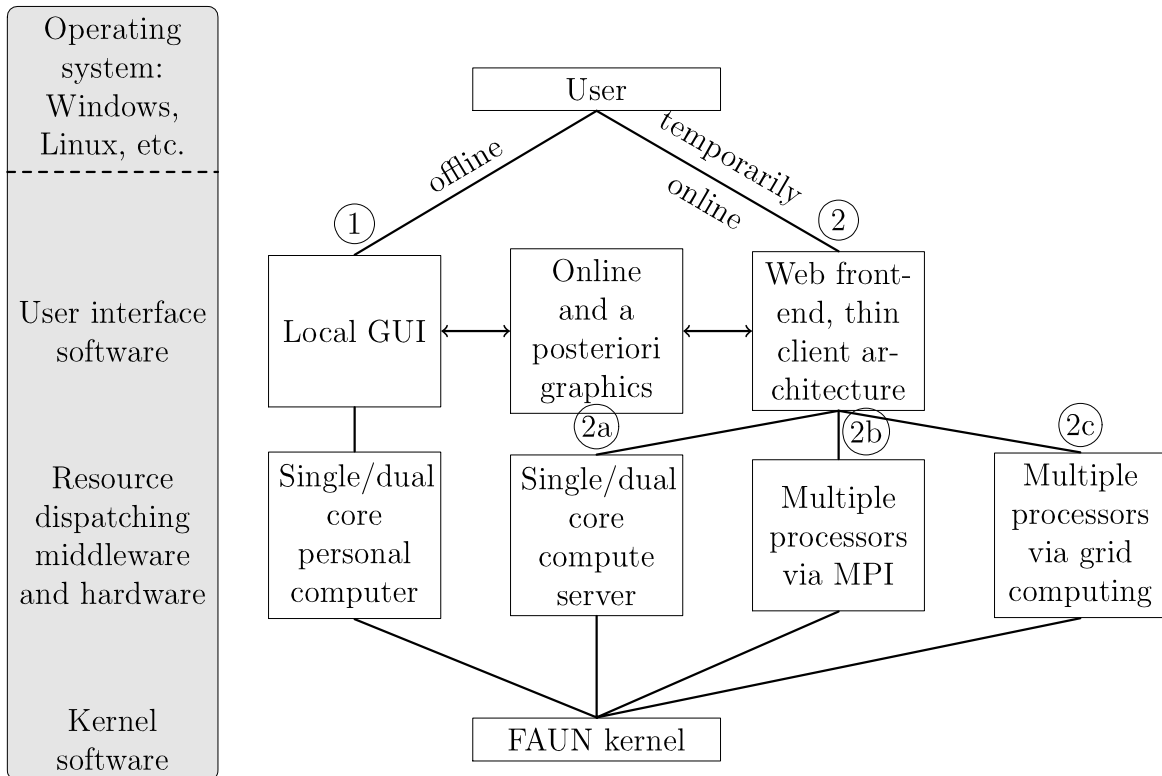 Operating
system:
Windows,
Linux, etc.
User
offline
temporarily
online
1
2
User interface
software
Local GUI
Online
and a
posteriori
graphics
Web front-
end, thin
client ar-
chitecture
2a
2b
2c
Resource
dispatching
middleware
and hardware
Single/dual
core
personal
computer
Single/dual
core
compute
server
Multiple
processors
via MPI
Multiple
processors
via grid
computing
Kernel
software
FAUN kernel